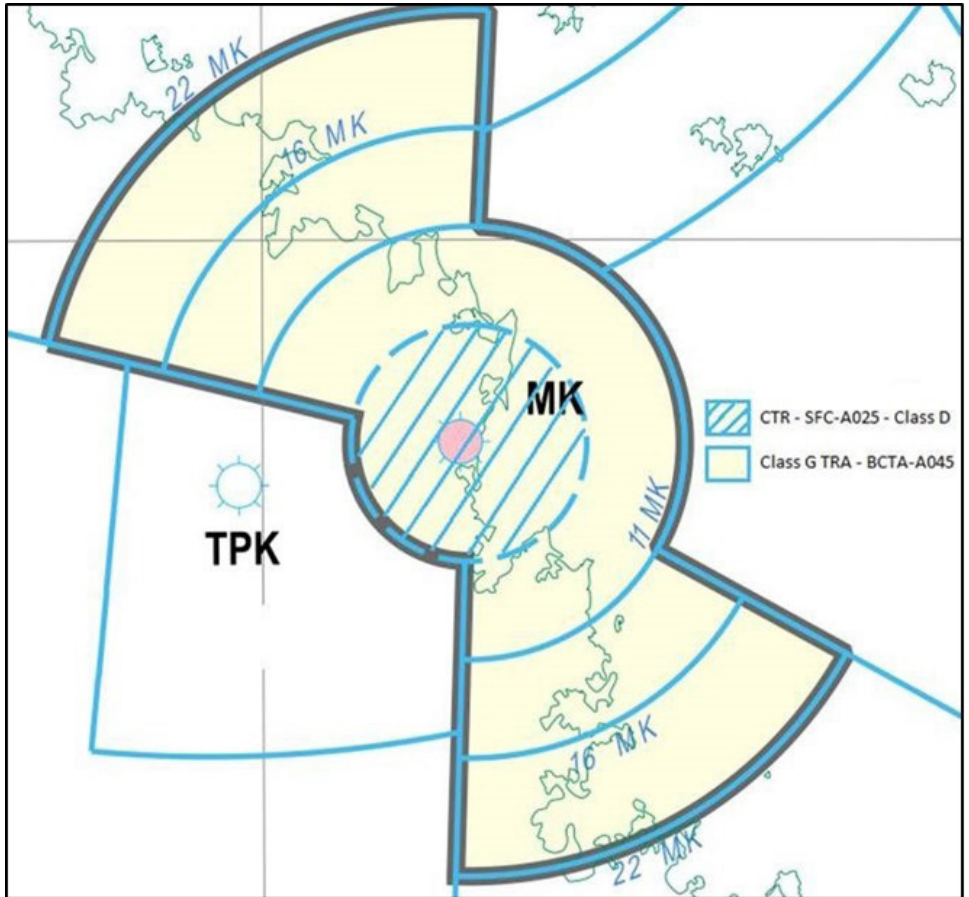 22 MK
16 MK
MK
CTR - SFC-A025 - Class D
Class G TRA - BCTA-A045
11 MK
TPK
16 MK
22 MK